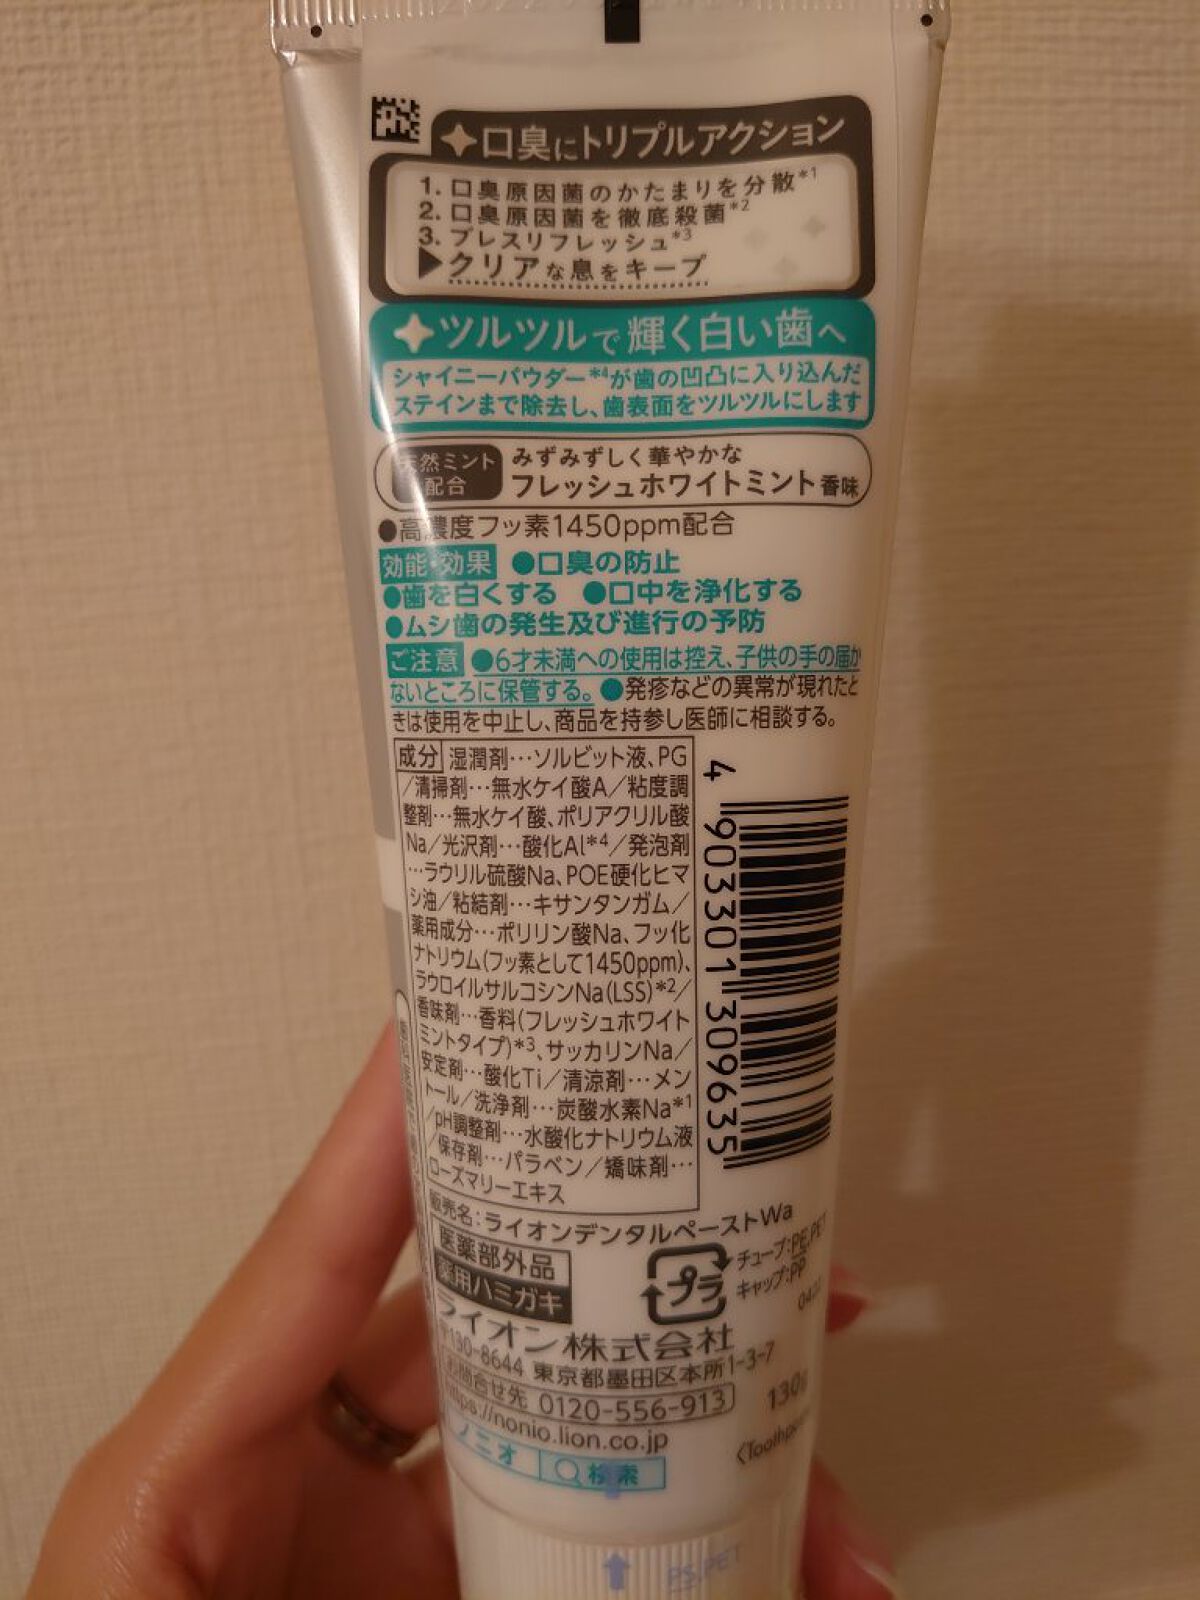 口臭にトリプルアクション
1. 口臭原因菌のかたまりを分散*1
2. 口臭原因菌を徹底殺菌*2
3. ブレスリフレッシュ*3
▶クリアな息をキープ
ツルツルで輝く白い歯へ
シャイニーパウダー*4が歯の凹凸に入り込んだ
ステインまで除去し、歯表面をツルツルにします
天然ミント配合 みずみずしく華やかな
フレッシュホワイトミント香味
●高濃度フッ素1450ppm配合
効能・効果 ●口臭の防止
●歯を白くする ●口中を浄化する
●ムシ歯の発生及び進行の予防
ご注意 ●6才未満への使用は控え、子供の手の届か
ないところに保管する。●発疹などの異常が現れたと
きは使用を中止し、商品を持参し医師に相談する。
成分 湿潤剤…ソルビット液、PG
/清掃剤…無水ケイ酸A/粘度調
整剤…無水ケイ酸、ポリアクリル酸
Na/光沢剤…酸化Al*4/発泡剤
…ラウリル硫酸Na、POE硬化ヒマ
シ油/粘結剤…キサンタンガム/
薬用成分…ポリリン酸Na、フッ化
ナトリウム(フッ素として1450ppm)、
ラウロイルサルコシンNa(LSS)*2/
香味剤…香料(フレッシュホワイト
ミントタイプ)*3、サッカリンNa/
安定剤…酸化Ti/清涼剤…メン
トール/洗浄剤…炭酸水素Na*1
/pH調整剤…水酸化ナトリウム液
/保存剤…パラベン/矯味剤…
ローズマリーエキス
4 903301 309635
販売名:ライオンデンタルペーストWa
医薬部外品
薬用ハミガキ
プラ
チューブ:PE,PET
キャップ:PP
ライオン株式会社
〒130-8644 東京都墨田区本所1-3-7
お問合せ先 0120-556-913
https://nonio.lion.co.jp
130g
ノニオ 検索
PS,PET